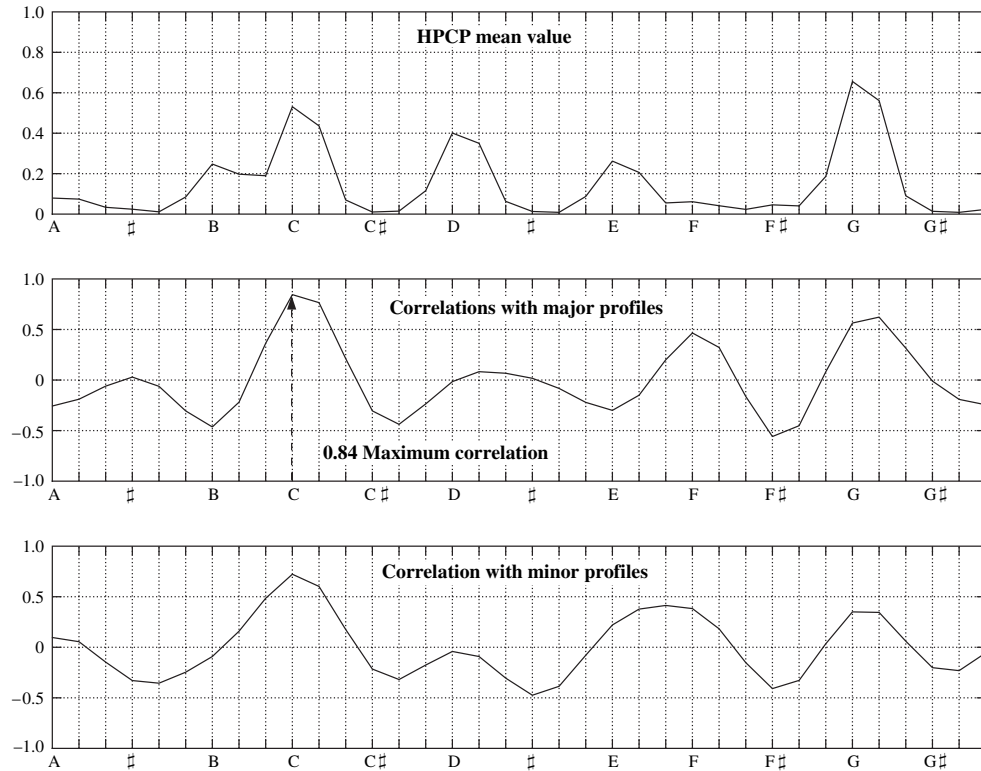 1.0
HPCP mean value
0.8
0.6
0.4
0.2
0
A ♯ B C C♯ D ♯ E F F♯ G G♯
1.0
Correlations with major profiles
0.5
0
−0.5
0.84 Maximum correlation
−1.0
A ♯ B C C♯ D ♯ E F F♯ G G♯
1.0
Correlation with minor profiles
0.5
0
−0.5
−1.0
A ♯ B C C♯ D ♯ E F F♯ G G♯